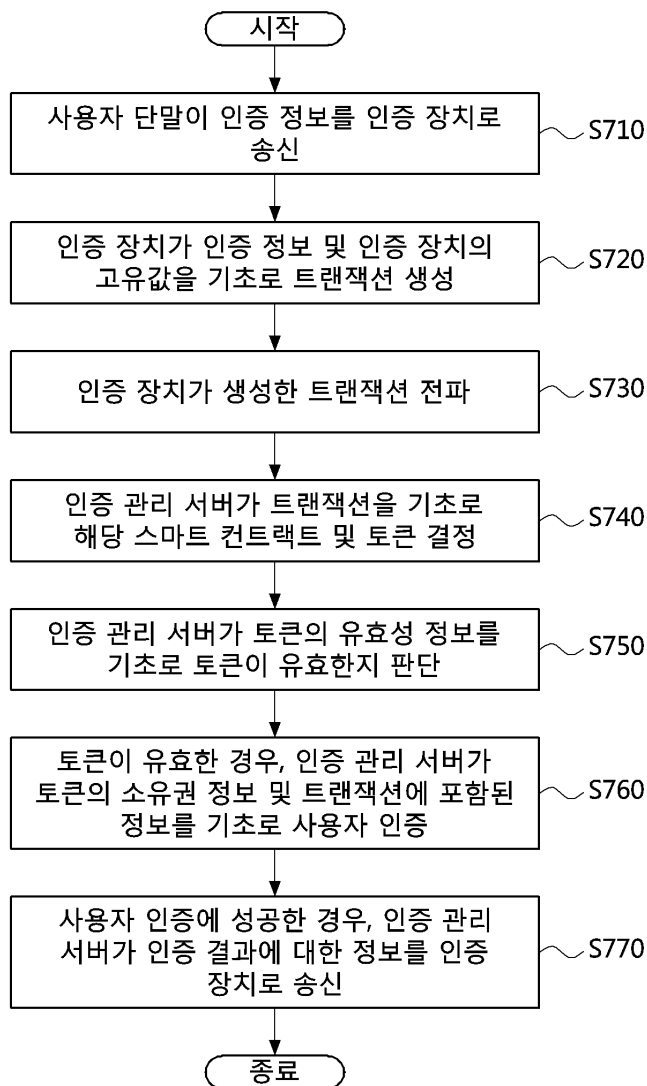 시작
사용자 단말이 인증 정보를 인증 장치로
송신
S710
인증 장치가 인증 정보 및 인증 장치의
고유값을 기초로 트랜잭션 생성
S720
인증 장치가 생성한 트랜잭션 전파
S730
인증 관리 서버가 트랜잭션을 기초로
해당 스마트 컨트랙트 및 토큰 결정
S740
인증 관리 서버가 토큰의 유효성 정보를
기초로 토큰이 유효한지 판단
S750
토큰이 유효한 경우, 인증 관리 서버가
토큰의 소유권 정보 및 트랜잭션에 포함된
정보를 기초로 사용자 인증
S760
사용자 인증에 성공한 경우, 인증 관리
서버가 인증 결과에 대한 정보를 인증
장치로 송신
S770
종료